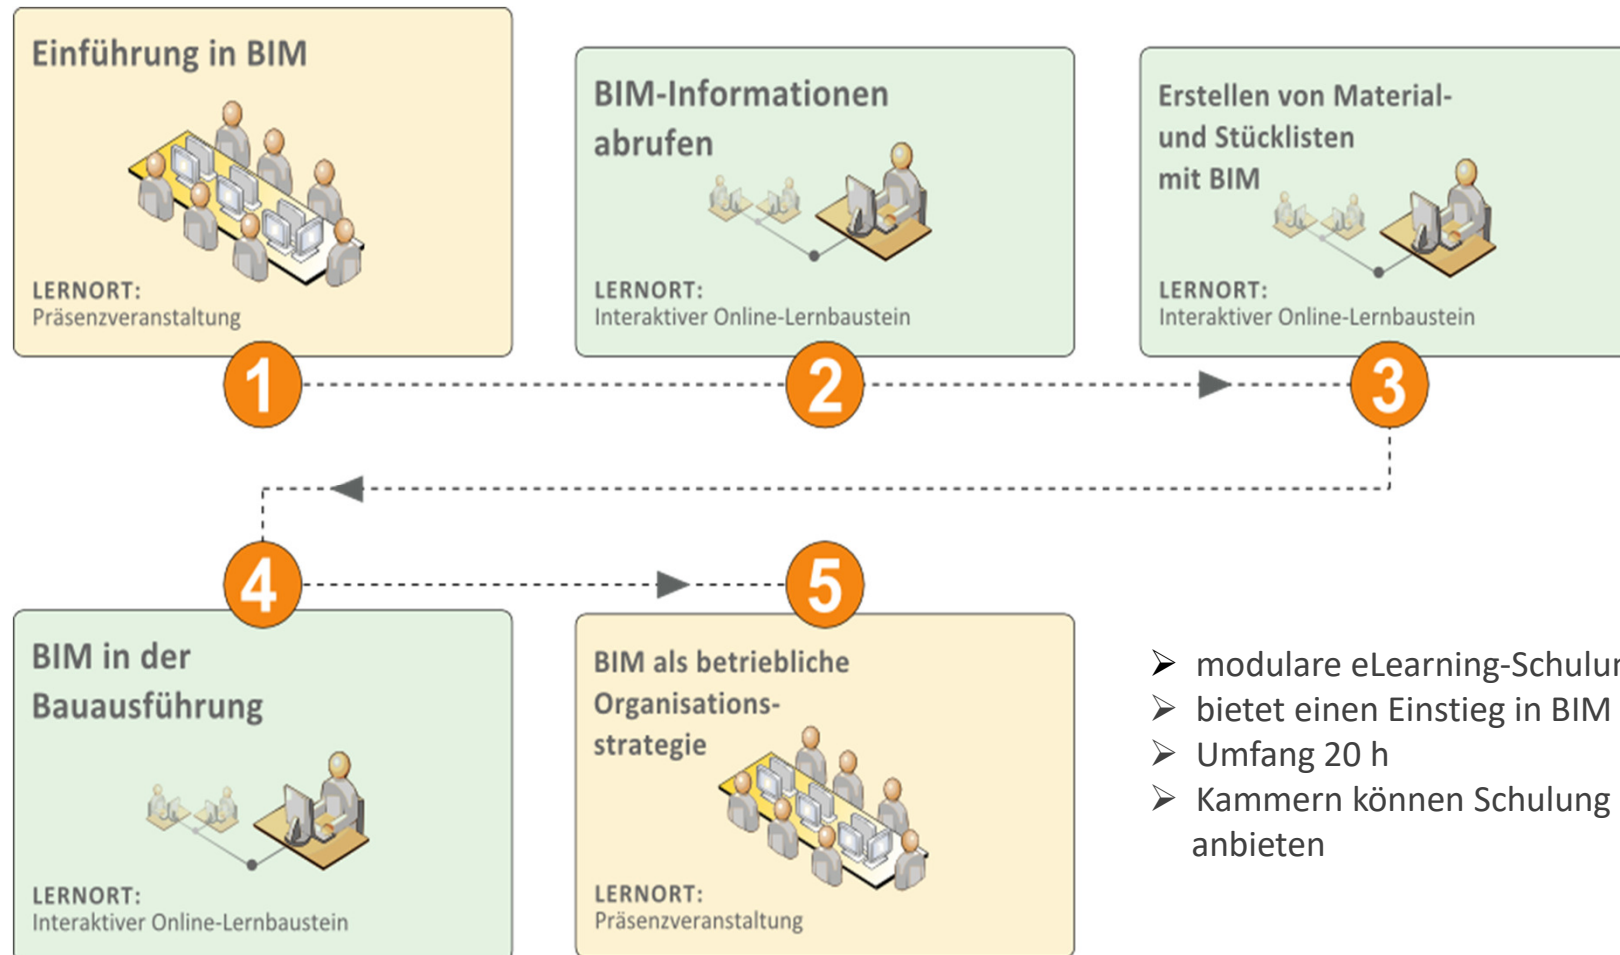 Einführung in BIM
LERNORT:
Präsenzveranstaltung
1
BIM-Informationen
abrufen
LERNORT:
Interaktiver Online-Lernbaustein
2
Erstellen von Material-
und Stücklisten
mit BIM
LERNORT:
Interaktiver Online-Lernbaustein
3
4
BIM in der
Bauausführung
LERNORT:
Interaktiver Online-Lernbaustein
5
BIM als betriebliche
Organisations-
strategie
LERNORT:
Präsenzveranstaltung
➢ modulare eLearning-Schulun
➢ bietet einen Einstieg in BIM
➢ Umfang 20 h
➢ Kammern können Schulung
anbieten